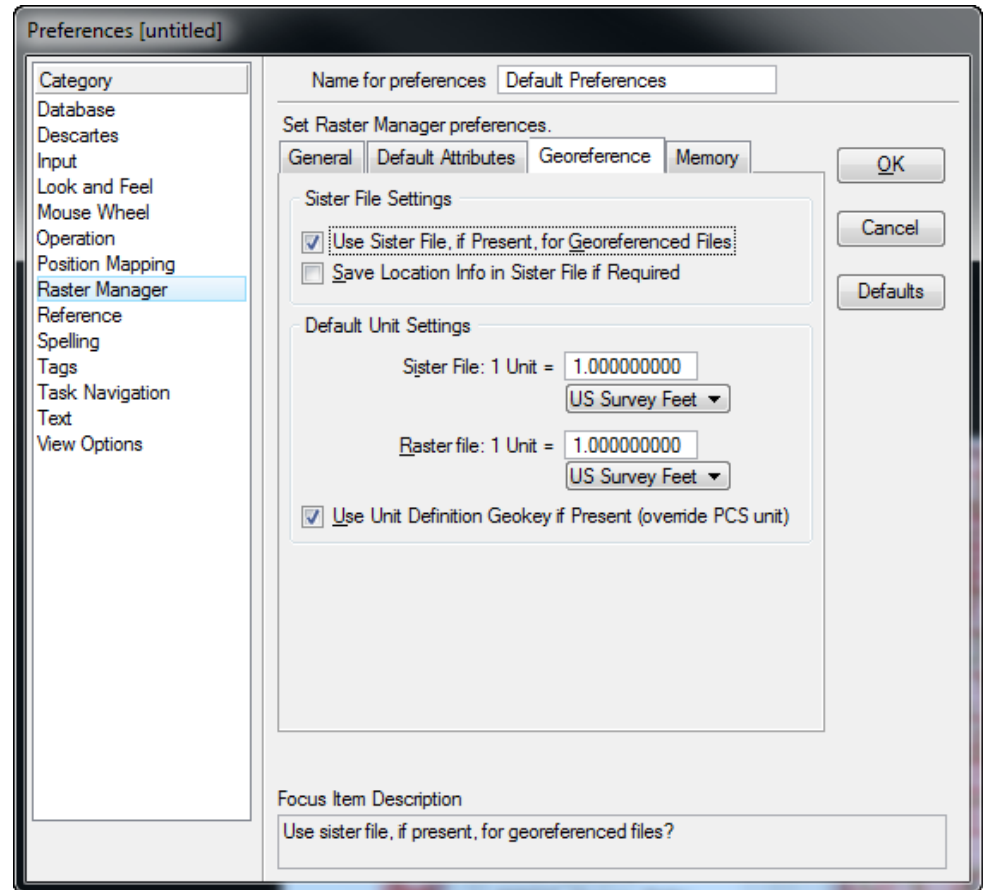 Preferences [untitled]
Category
Database
Descartes
Input
Look and Feel
Mouse Wheel
Operation
Position Mapping
Raster Manager
Reference
Spelling
Tags
Task Navigation
Text
View Options
Name for preferences Default Preferences
Set Raster Manager preferences.
General Default Attributes Georeference Memory
Sister File Settings
Use Sister File, if Present, for Georeferenced Files
Save Location Info in Sister File if Required
Default Unit Settings
Sister File: 1 Unit = 1.000000000
US Survey Feet
Raster file: 1 Unit = 1.000000000
US Survey Feet
Use Unit Definition Geokey if Present (override PCS unit)
OK
Cancel
Defaults
Focus Item Description
Use sister file, if present, for georeferenced files?